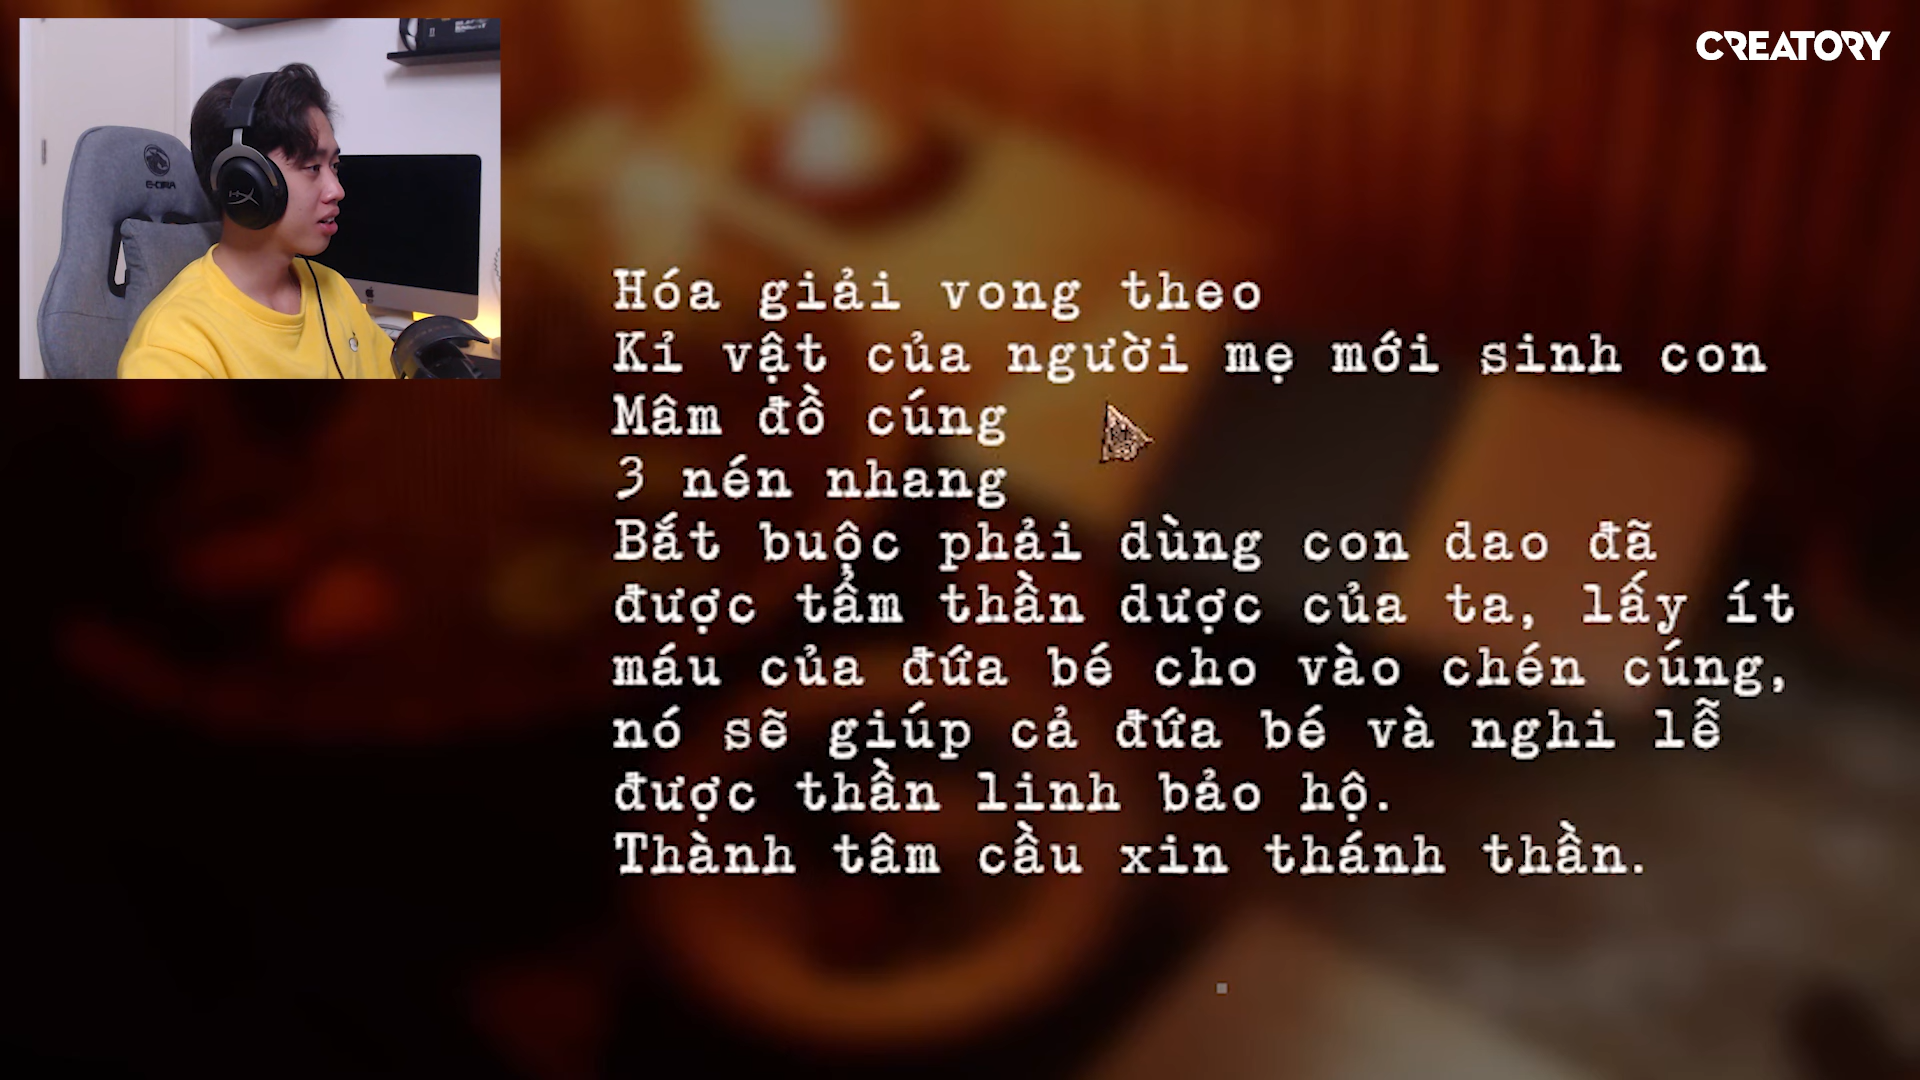 CREATORY
Hóa giải vong theo
Kỉ vật của người mẹ mới sinh con
Mâm đồ cúng
3 nén nhang
Bắt buộc phải dùng con dao đã
được tẩm thần dược của ta, lấy ít
máu của đứa bé cho vào chén cúng,
nó sẽ giúp cả đứa bé và nghi lễ
được thần linh bảo hộ.
Thành tâm cầu xin thánh thần.